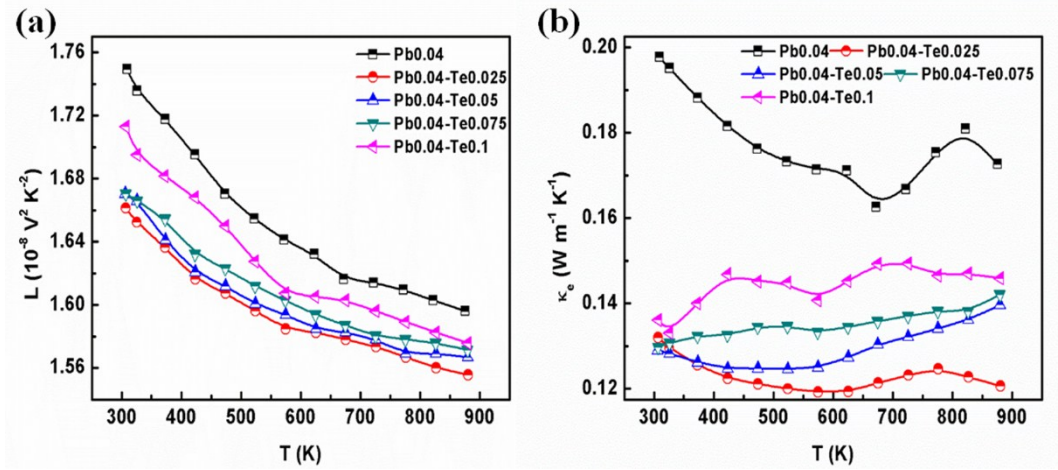 (a)
1.76
1.72
1.68
1.64
1.60
1.56
L (10⁻⁸ V² K⁻²)
Pb0.04
Pb0.04-Te0.025
Pb0.04-Te0.05
Pb0.04-Te0.075
Pb0.04-Te0.1
300 400 500 600 700 800 900
T (K)
(b)
0.20
0.18
0.16
0.14
0.12
κₑ (W m⁻¹ K⁻¹)
Pb0.04 Pb0.04-Te0.025
Pb0.04-Te0.05 Pb0.04-Te0.075
Pb0.04-Te0.1
300 400 500 600 700 800 900
T (K)